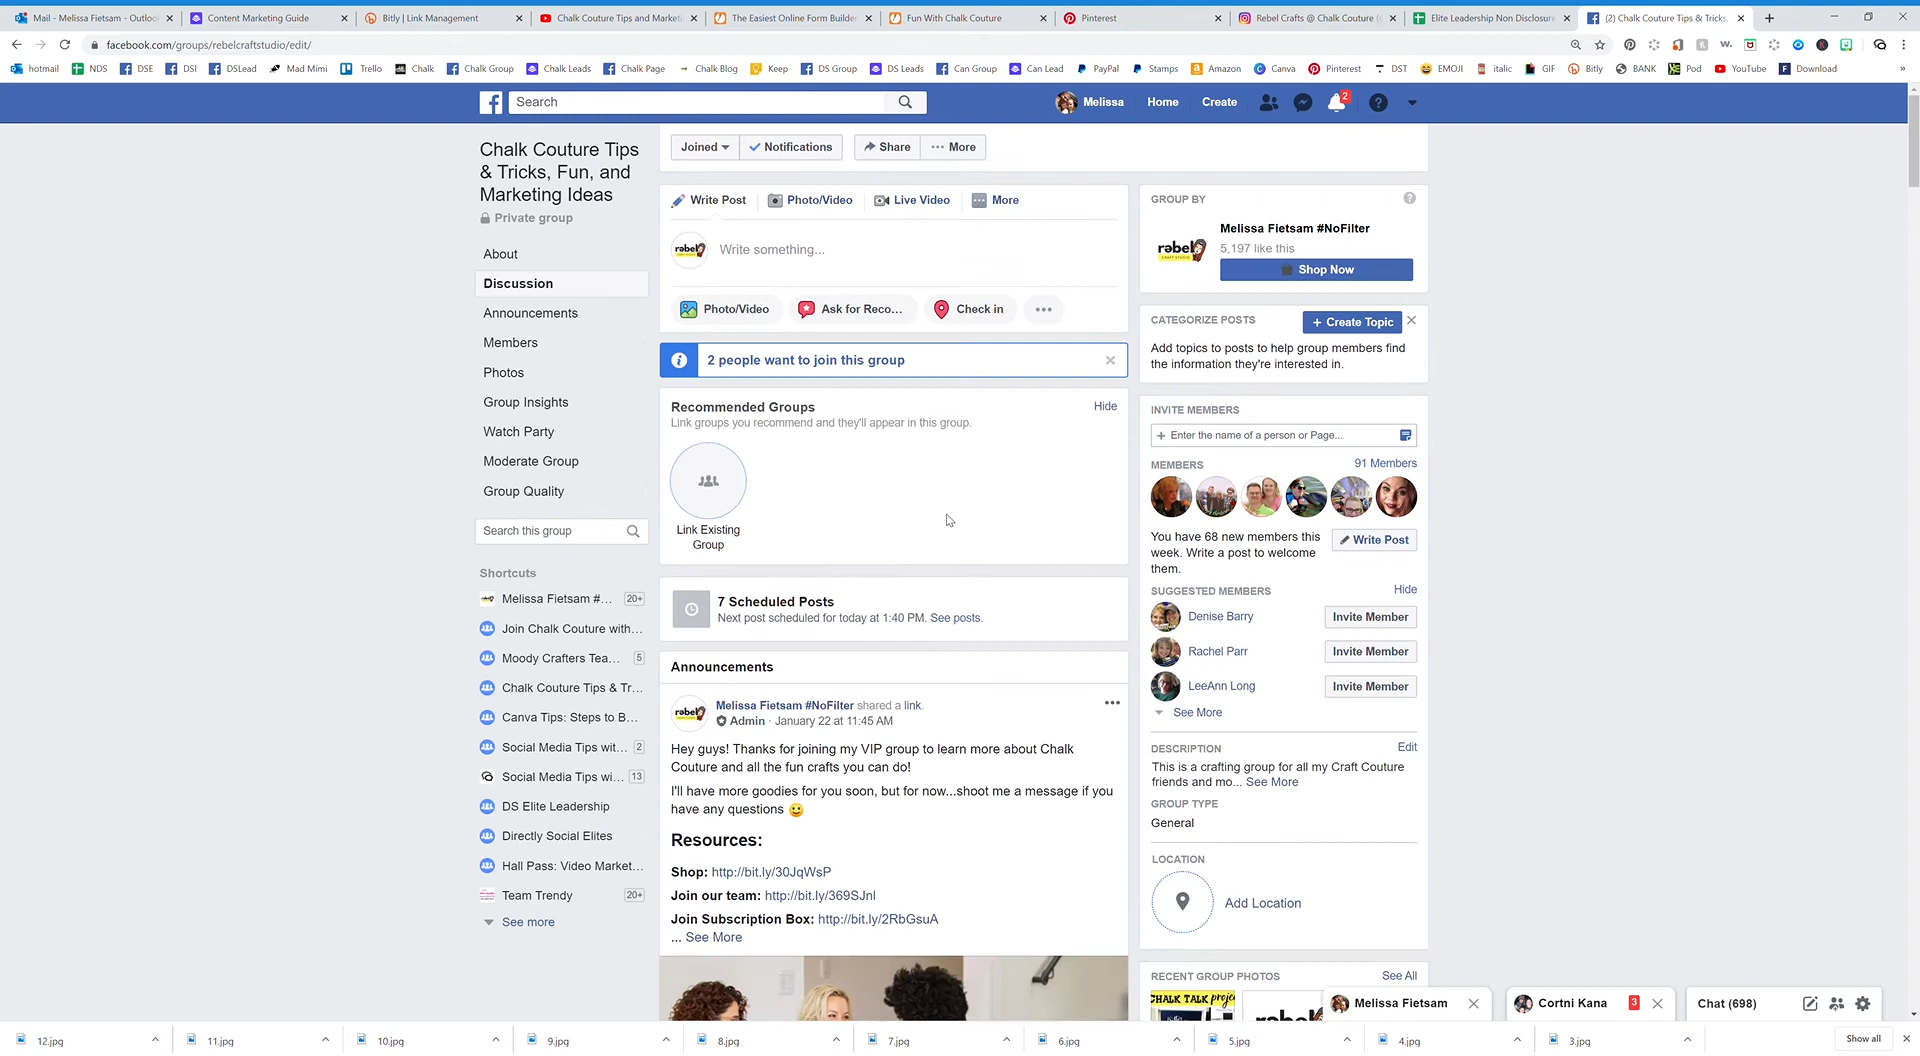 Mail - Melissa Fietsam - Outloo
Content Marketing Guide
Bitly | Link Management
Chalk Couture Tips and Marketi
The Easiest Online Form Builde
Fun With Chalk Couture
Pinterest
Rebel Crafts @ Chalk Couture (
Elite Leadership Non Disclosure
(2) Chalk Couture Tips & Tricks,
facebook.com/groups/rebelcraftstudio/edit/
hotmail NDS DSE DSI DSLead Mad Mimi Trello Chalk Chalk Group Chalk Leads Chalk Page Chalk Blog Keep DS Group DS Leads Can Group Can Lead PayPal Stamps Amazon Canva Pinterest DST EMOJI italic GIF Bitly BANK Pod YouTube Download »
Search
Melissa Home Create 2
Chalk Couture Tips
& Tricks, Fun, and
Marketing Ideas
Private group
About
Discussion
Announcements
Members
Photos
Group Insights
Watch Party
Moderate Group
Group Quality
Search this group
Shortcuts
Melissa Fietsam #... 20+
Join Chalk Couture with...
Moody Crafters Tea... 5
Chalk Couture Tips & Tr...
Canva Tips: Steps to B...
Social Media Tips wit... 2
Social Media Tips wi... 13
DS Elite Leadership
Directly Social Elites
Hall Pass: Video Market...
Team Trendy 20+
See more
Joined Notifications Share More
Write Post Photo/Video Live Video More
rebel
Write something...
Photo/Video Ask for Reco... Check in
2 people want to join this group
Recommended Groups Hide
Link groups you recommend and they'll appear in this group.
Link Existing
Group
7 Scheduled Posts
Next post scheduled for today at 1:40 PM. See posts.
Announcements
rebel
Melissa Fietsam #NoFilter shared a link.
Admin · January 22 at 11:45 AM
Hey guys! Thanks for joining my VIP group to learn more about Chalk
Couture and all the fun crafts you can do!
I'll have more goodies for you soon, but for now...shoot me a message if you
have any questions
Resources:
Shop: http://bit.ly/30JqWsP
Join our team: http://bit.ly/369SJnl
Join Subscription Box: http://bit.ly/2RbGsuA
... See More
GROUP BY
rebel
CRAFT STUDIO
Melissa Fietsam #NoFilter
5,197 like this
Shop Now
CATEGORIZE POSTS
+ Create Topic
Add topics to posts to help group members find
the information they're interested in.
INVITE MEMBERS
+ Enter the name of a person or Page...
MEMBERS 91 Members
You have 68 new members this
week. Write a post to welcome
them.
Write Post
SUGGESTED MEMBERS Hide
Denise Barry Invite Member
Rachel Parr Invite Member
LeeAnn Long Invite Member
See More
DESCRIPTION Edit
This is a crafting group for all my Craft Couture
friends and mo... See More
GROUP TYPE
General
LOCATION
Add Location
RECENT GROUP PHOTOS See All
CHALK TALK
Melissa Fietsam
Cortni Kana 3
Chat (698)
12.jpg 11.jpg 10.jpg 9.jpg 8.jpg 7.jpg 6.jpg 5.jpg 4.jpg 3.jpg Show all